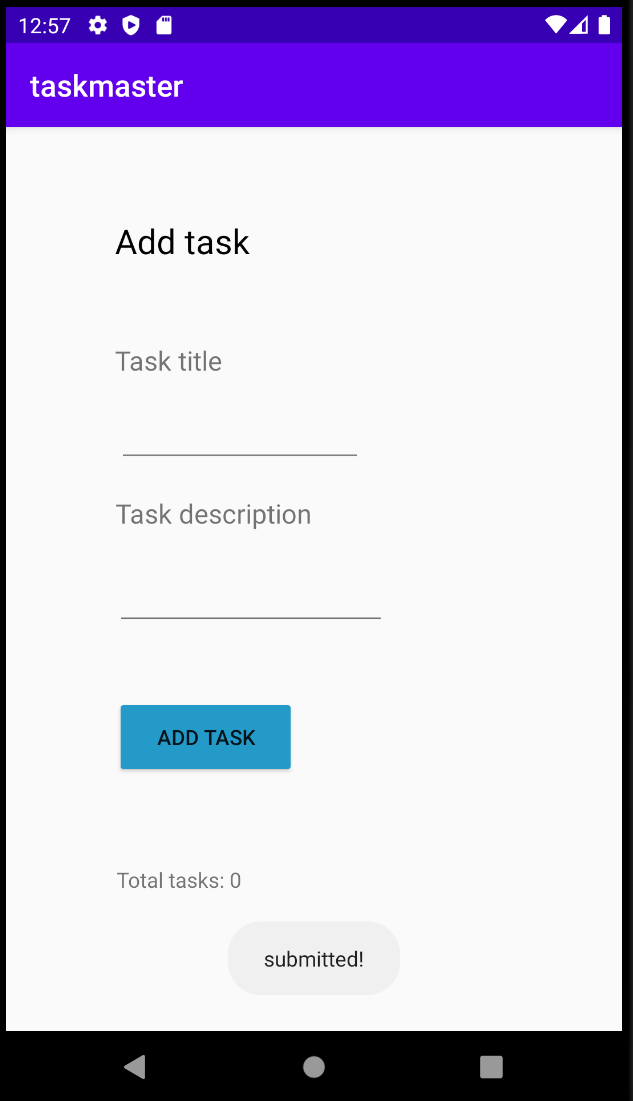 12:57
taskmaster
Add task
Task title
Task description
ADD TASK
Total tasks: 0
submitted!